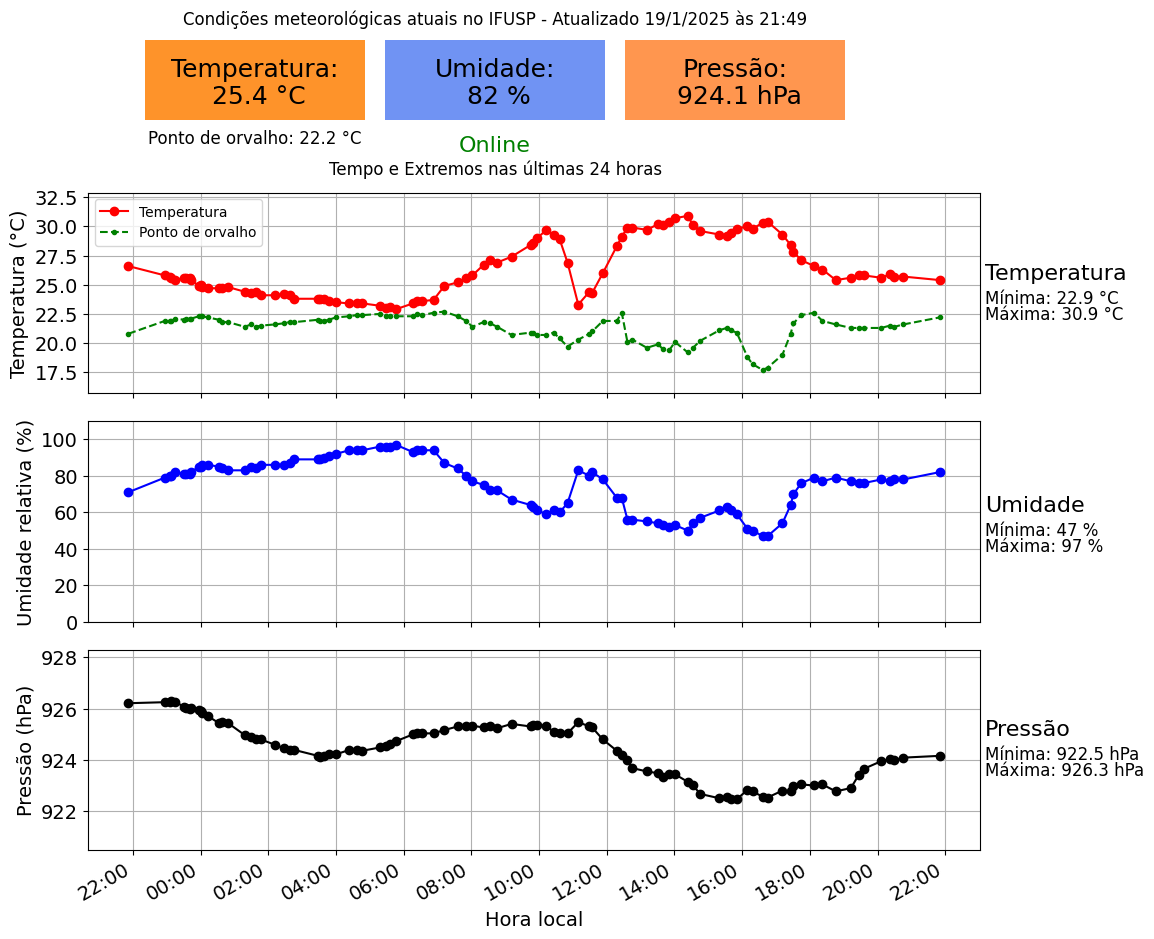 Condições meteorológicas atuais no IFUSP - Atualizado 19/1/2025 às 21:49
Temperatura:
25.4 °C
Umidade:
82 %
Pressão:
924.1 hPa
Ponto de orvalho: 22.2 °C
Online
Tempo e Extremos nas últimas 24 horas
Temperatura (°C)
32.5
30.0
27.5
25.0
22.5
20.0
17.5
Temperatura
Ponto de orvalho
Temperatura
Mínima: 22.9 °C
Máxima: 30.9 °C
Umidade relativa (%)
100
80
60
40
20
0
Umidade
Mínima: 47 %
Máxima: 97 %
Pressão (hPa)
928
926
924
922
Pressão
Mínima: 922.5 hPa
Máxima: 926.3 hPa
22:00
00:00
02:00
04:00
06:00
08:00
10:00
12:00
14:00
16:00
18:00
20:00
22:00
Hora local